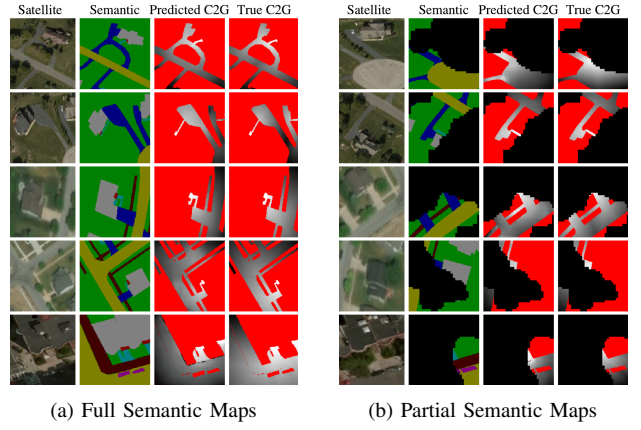 Satellite Semantic Predicted C2G True C2G
Satellite Semantic Predicted C2G True C2G
(a) Full Semantic Maps
(b) Partial Semantic Maps